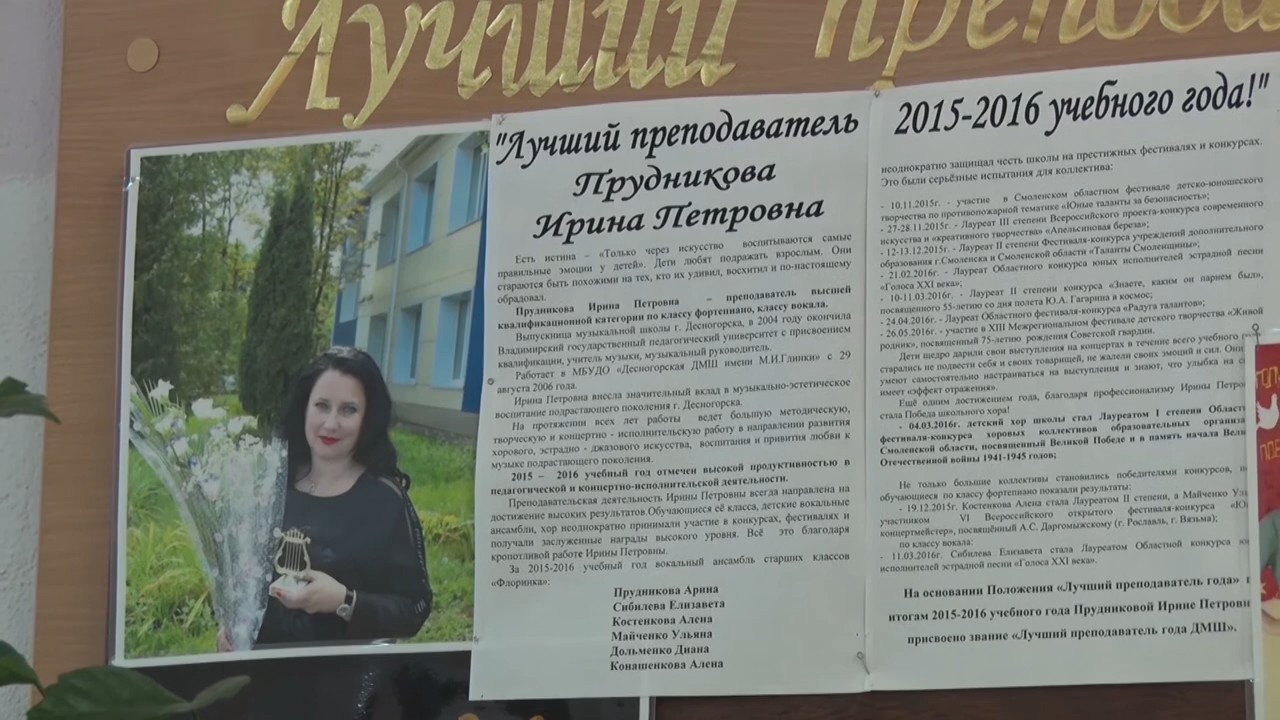 Лучший препода
"Лучший преподаватель
Прудникова
Ирина Петровна
Есть истина – «Только через искусство воспитываются самые
правильные эмоции у детей». Дети любят подражать взрослым. Они
стараются быть похожими на тех, кто их удивил, восхитил и по-настоящему
обрадовал.
Прудникова Ирина Петровна – преподаватель высшей
квалификационной категории по классу фортепиано, классу вокала.
Выпускница музыкальной школы г. Десногорска, в 2004 году окончила
Владимирский государственный педагогический университет с присвоением
квалификации, учитель музыки, музыкальный руководитель.
Работает в МБУДО «Десногорская ДМШ имени М.И.Глинки» с 29
августа 2006 года.
Ирина Петровна внесла значительный вклад в музыкально-эстетическое
воспитание подрастающего поколения г. Десногорска.
На протяжении всех лет работы ведет большую методическую,
творческую и концертно - исполнительскую работу в направлении развития
хорового, эстрадно - джазового искусства, воспитания и привития любви к
музыке подрастающего поколения.
2015 – 2016 учебный год отмечен высокой продуктивностью в
педагогической и концертно-исполнительской деятельности.
Преподавательская деятельность Ирины Петровны всегда направлена на
достижение высоких результатов.Обучающиеся её класса, детские вокальные
ансамбли, хор неоднократно принимали участие в конкурсах, фестивалях и
получали заслуженные награды высокого уровня. Всё это благодаря
кропотливой работе Ирины Петровны.
За 2015-2016 учебный год вокальный ансамбль старших классов
«Флоринка»:
Прудникова Арина
Сибилева Елизавета
Костенкова Алена
Майченко Ульяна
Дольменко Диана
Конашенкова Алена
2015-2016 учебного года!"
неоднократно защищал честь школы на престижных фестивалях и конкурсах.
Это были серьёзные испытания для коллектива:
- 10.11.2015г. - участие в Смоленском областном фестивале детско-юношеского
творчества по противопожарной тематике «Юные таланты за безопасность»;
- 27-28.11.2015г. - Лауреат III степени Всероссийского проекта-конкурса современного
искусства и «креативного творчества» «Апельсиновая береза»;
- 12-13.12.2015г. - Лауреат II степени Фестиваля-конкурса учреждений дополнительного
образования г.Смоленска и Смоленской области «Таланты Смоленщины»;
- 21.02.2016г. - Лауреат Областного конкурса юных исполнителей эстрадной песни
«Голоса XXI века»;
- 10-11.03.2016г. - Лауреат II степени конкурса «Знаете, каким он парнем был»,
посвященного 55-летию со дня полета Ю.А. Гагарина в космос;
- 24.04.2016г. - Лауреат Областного фестиваля-конкурса «Радуга талантов»;
- 26.05.2016г. - участие в XIII Межрегиональном фестивале детского творчества «Живой
родник», посвященный 75-летию рождения Советской гвардии.
Дети щедро дарили свои выступления на концертах в течение всего учебного го
старались не подвести себя и своих товарищей, не жалели своих эмоций и сил. Они
умеют самостоятельно настраиваться на выступления и знают, что улыбка на с
имеет «эффект отражения».
Ещё одним достижением года, благодаря профессионализму Ирины Петро
стала Победа школьного хора!
- 04.03.2016г. детский хор школы стал Лауреатом I степени Област
фестиваля-конкурса хоровых коллективов образовательных организа
Смоленской области, посвященный Великой Победе и в память начала Вели
Отечественной войны 1941-1945 годов;
Не только большие коллективы становились победителями конкурсов, н
обучающиеся по классу фортепиано показали результаты:
- 19.12.2015г. Костенкова Алена стала Лауреатом II степени, а Майченко Уль
участником VI Всероссийского открытого фестиваля-конкурса «Ю
концертмейстер», посвящённый А.С. Даргомыжскому (г. Рославль, г. Вязьма);
по классу вокала:
- 11.03.2016г. Сибилева Елизавета стала Лауреатом Областной конкурса ю
исполнителей эстрадной песни «Голоса XXI века».
На основании Положения «Лучший преподаватель года»
итогам 2015-2016 учебного года Прудниковой Ирине Петровн
присвоено звание «Лучший преподаватель года ДМШ».